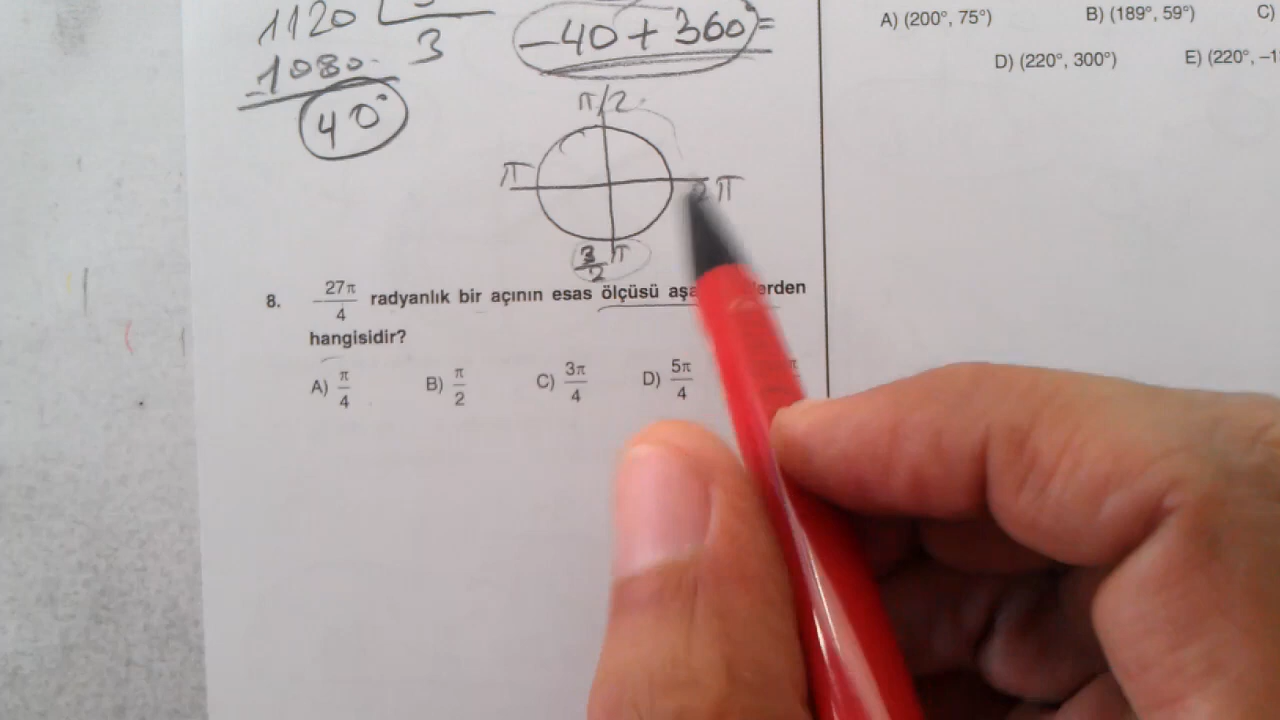 1120
-1080 3
40°
-40+360=
π/2
π
2π
3/2 π
8. 27π/4 radyanlık bir açının esas ölçüsü
hangisidir?
A) π/4 B) π/2 C) 3π/4 D) 5π/4
A) (200°, 75°) B) (189°, 59°) C)
D) (220°, 300°) E) (220°,